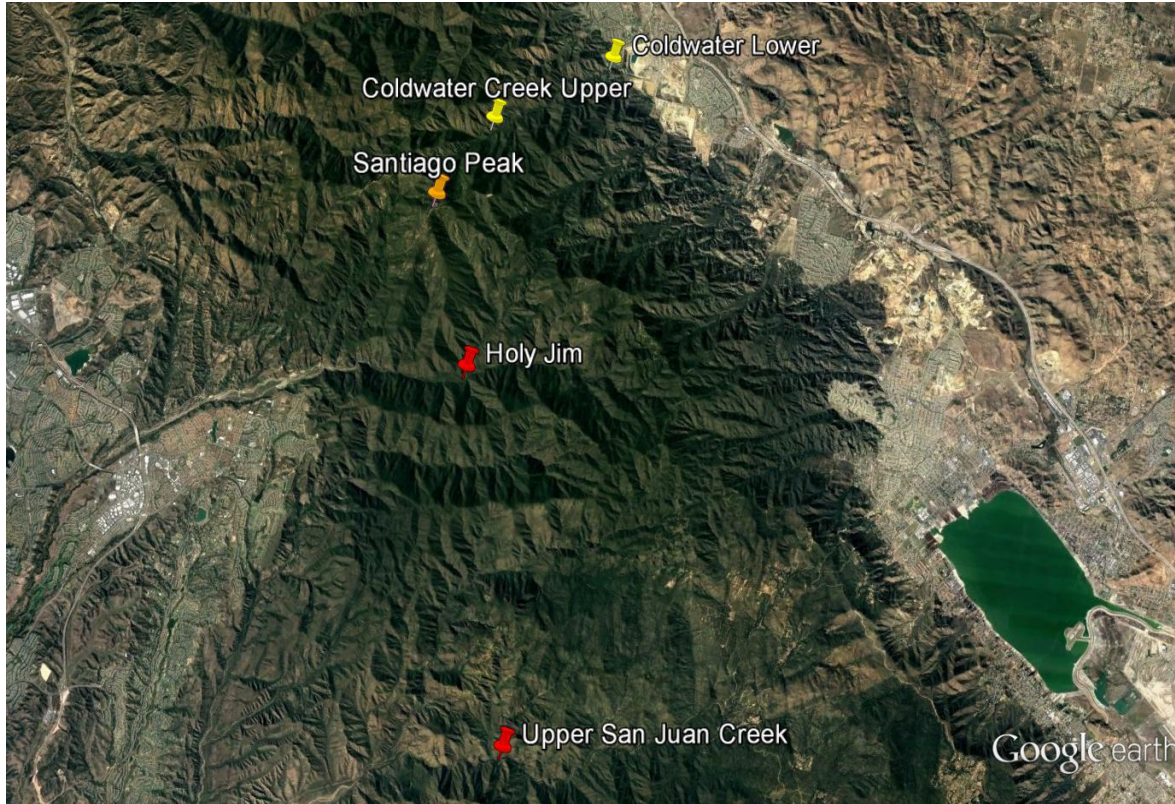 Coldwater Lower
Coldwater Creek Upper
Santiago Peak
Holy Jim
Upper San Juan Creek
Google earth